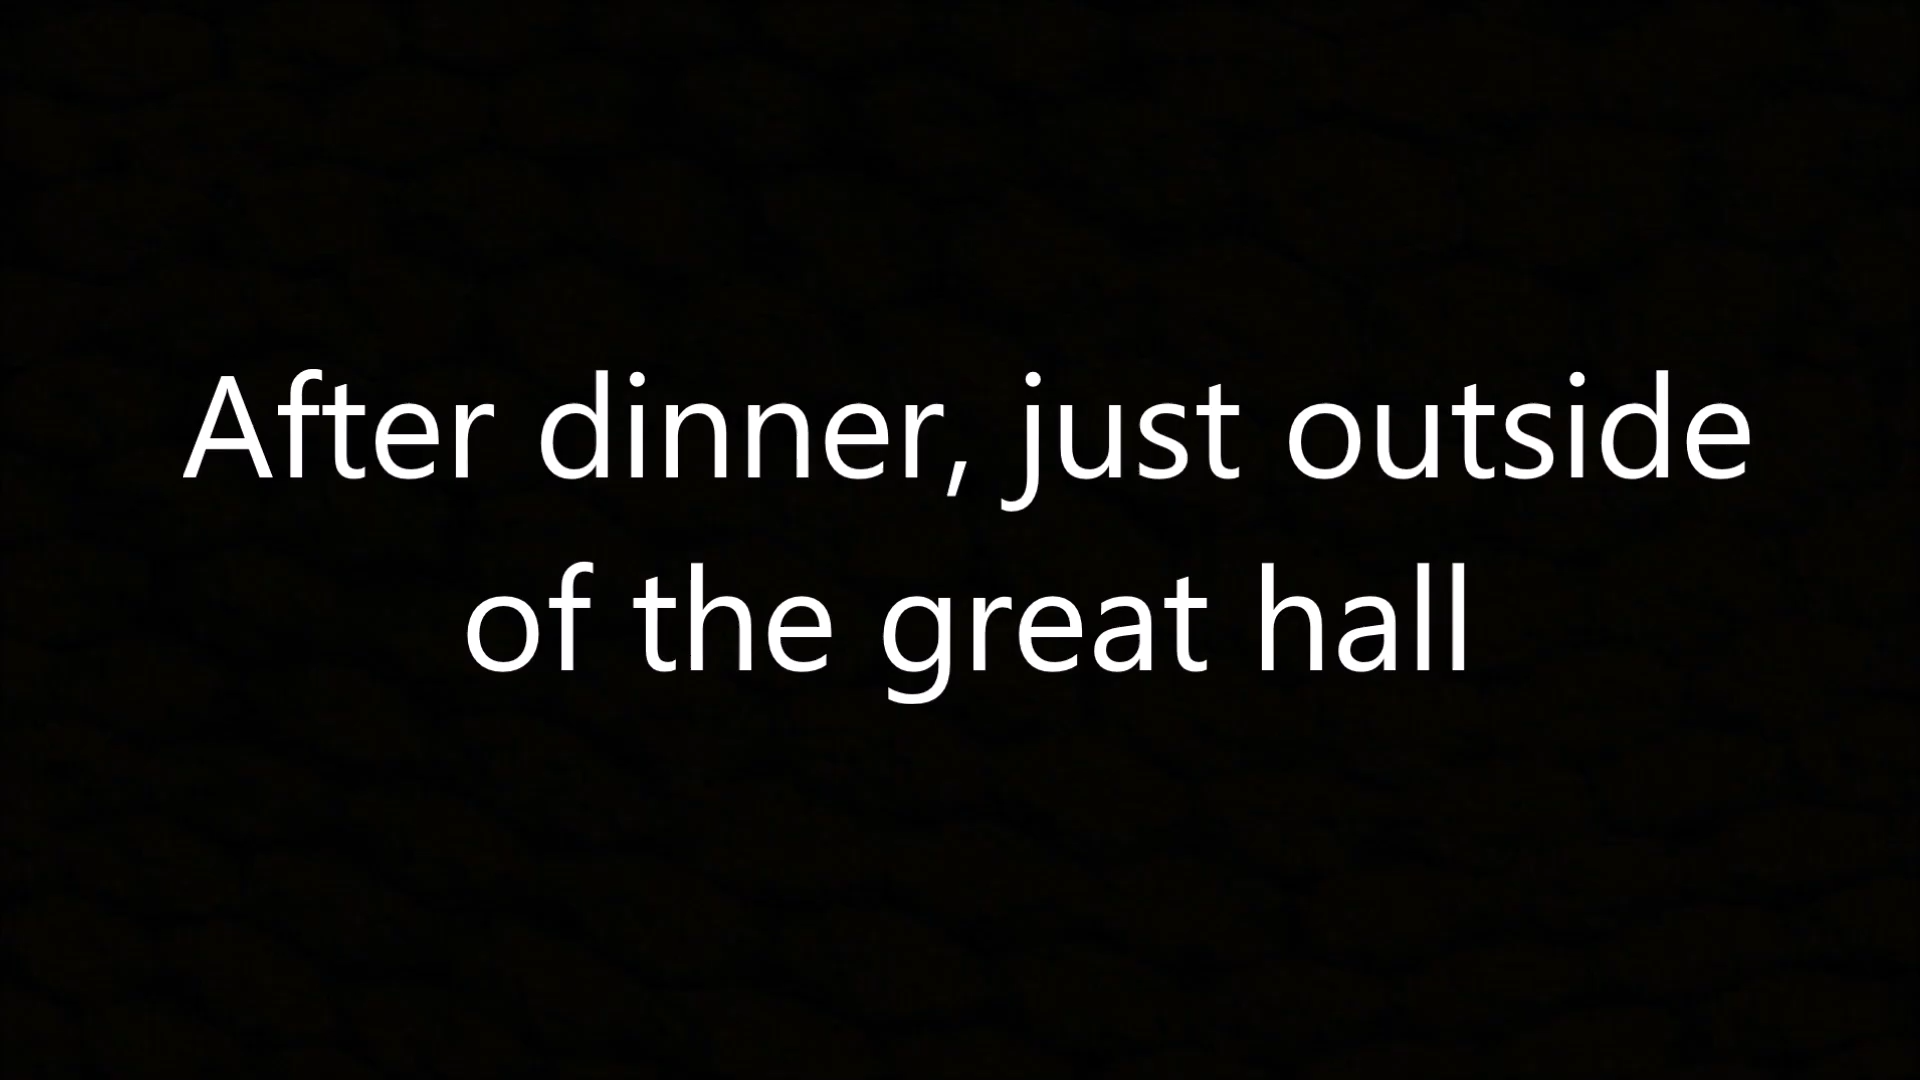 After dinner, just outside
of the great hall